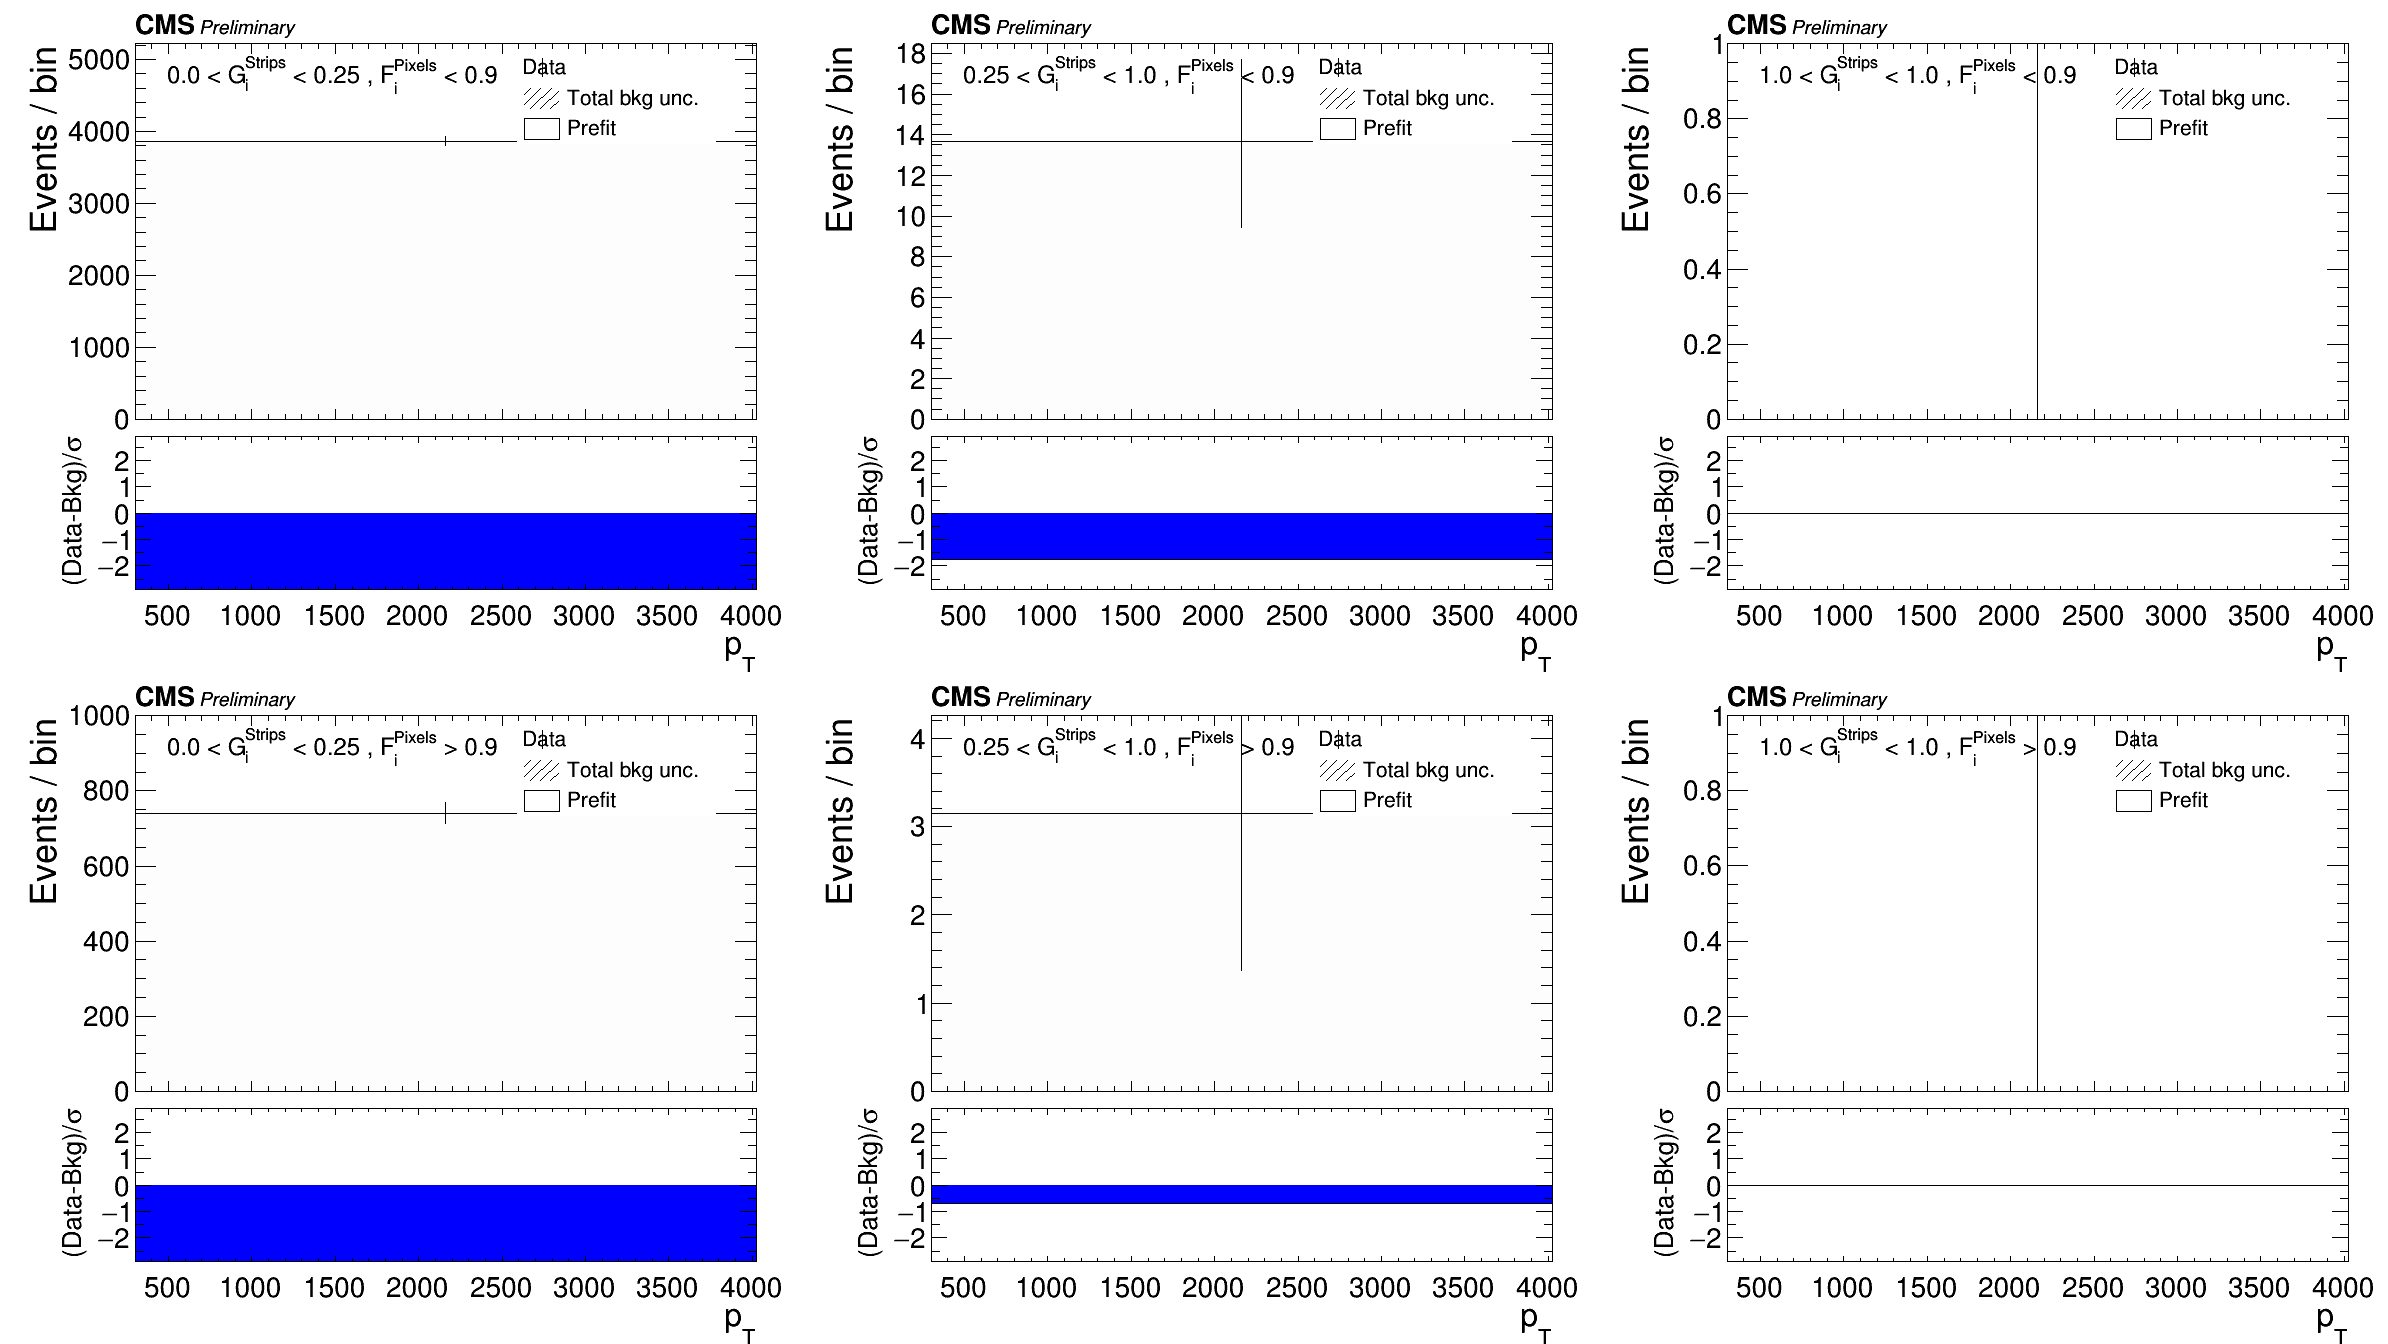 CMS Preliminary
Events / bin
0.0 < G_i^Strips < 0.25 , F_i^Pixels < 0.9
Data
Total bkg unc.
Prefit
5000
4000
3000
2000
1000
0
(Data-Bkg)/σ
2
1
0
−1
−2
500 1000 1500 2000 2500 3000 3500 4000
p_T
CMS Preliminary
Events / bin
0.25 < G_i^Strips < 1.0 , F_i^Pixels < 0.9
Data
Total bkg unc.
Prefit
18
16
14
12
10
8
6
4
2
0
(Data-Bkg)/σ
2
1
0
−1
−2
500 1000 1500 2000 2500 3000 3500 4000
p_T
CMS Preliminary
Events / bin
1.0 < G_i^Strips < 1.0 , F_i^Pixels < 0.9
Data
Total bkg unc.
Prefit
1
0.8
0.6
0.4
0.2
0
(Data-Bkg)/σ
2
1
0
−1
−2
500 1000 1500 2000 2500 3000 3500 4000
p_T
CMS Preliminary
Events / bin
0.0 < G_i^Strips < 0.25 , F_i^Pixels > 0.9
Data
Total bkg unc.
Prefit
1000
800
600
400
200
0
(Data-Bkg)/σ
2
1
0
−1
−2
500 1000 1500 2000 2500 3000 3500 4000
p_T
CMS Preliminary
Events / bin
0.25 < G_i^Strips < 1.0 , F_i^Pixels > 0.9
Data
Total bkg unc.
Prefit
4
3
2
1
0
(Data-Bkg)/σ
2
1
0
−1
−2
500 1000 1500 2000 2500 3000 3500 4000
p_T
CMS Preliminary
Events / bin
1.0 < G_i^Strips < 1.0 , F_i^Pixels > 0.9
Data
Total bkg unc.
Prefit
1
0.8
0.6
0.4
0.2
0
(Data-Bkg)/σ
2
1
0
−1
−2
500 1000 1500 2000 2500 3000 3500 4000
p_T